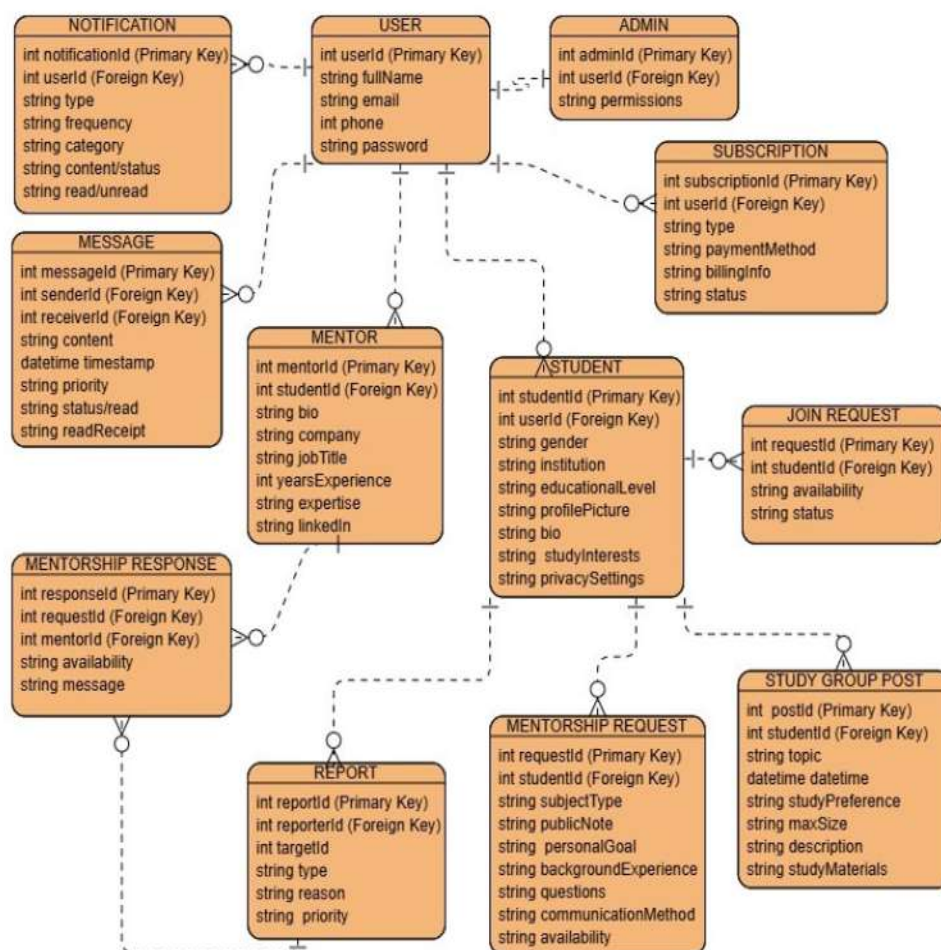 NOTIFICATION
int notificationId (Primary Key)
int userId (Foreign Key)
string type
string frequency
string category
string content/status
string read/unread
USER
int userId (Primary Key)
string fullName
string email
int phone
string password
ADMIN
int adminId (Primary Key)
int userId (Foreign Key)
string permissions
SUBSCRIPTION
int subscriptionId (Primary Key)
int userId (Foreign Key)
string type
string paymentMethod
string billingInfo
string status
MESSAGE
int messageId (Primary Key)
int senderId (Foreign Key)
int receiverId (Foreign Key)
string content
datetime timestamp
string priority
string status/read
string readReceipt
MENTOR
int mentorId (Primary Key)
int studentId (Foreign Key)
string bio
string company
string jobTitle
int yearsExperience
string expertise
string linkedIn
STUDENT
int studentId (Primary Key)
int userId (Foreign Key)
string gender
string institution
string educationalLevel
string profilePicture
string bio
string studyInterests
string privacySettings
JOIN REQUEST
int requestId (Primary Key)
int studentId (Foreign Key)
string availability
string status
MENTORSHIP RESPONSE
int responseId (Primary Key)
int requestId (Foreign Key)
int mentorId (Foreign Key)
string availability
string message
REPORT
int reportId (Primary Key)
int reporterId (Foreign Key)
int targetId
string type
string reason
string priority
MENTORSHIP REQUEST
int requestId (Primary Key)
int studentId (Foreign Key)
string subjectType
string publicNote
string personalGoal
string backgroundExperience
string questions
string communicationMethod
string availability
STUDY GROUP POST
int postId (Primary Key)
int studentId (Foreign Key)
string topic
datetime datetime
string studyPreference
string maxSize
string description
string studyMaterials